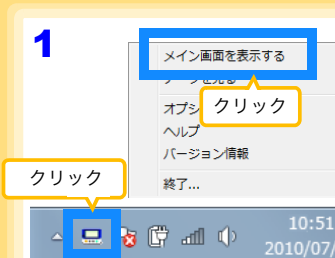 1
メイン画面を表示する
クリック
オプシ
ヘルプ
バージョン情報
終了...
クリック
10:51
2010/07/